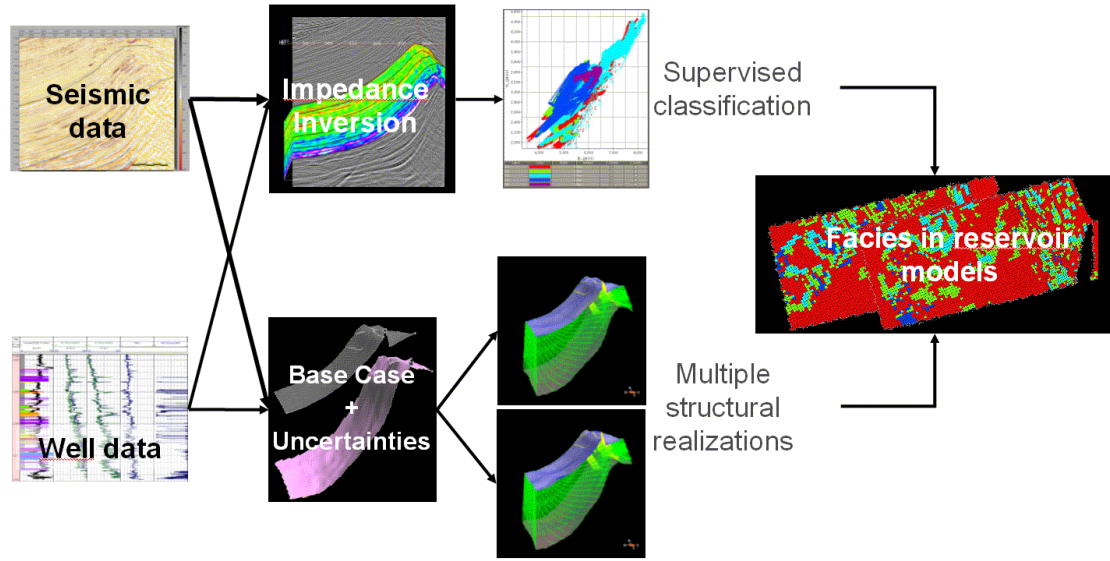 Seismic
data
Impedance
Inversion
Supervised
classification
Facies in reservoir
models
Well data
Base Case
+
Uncertainties
Multiple
structural
realizations